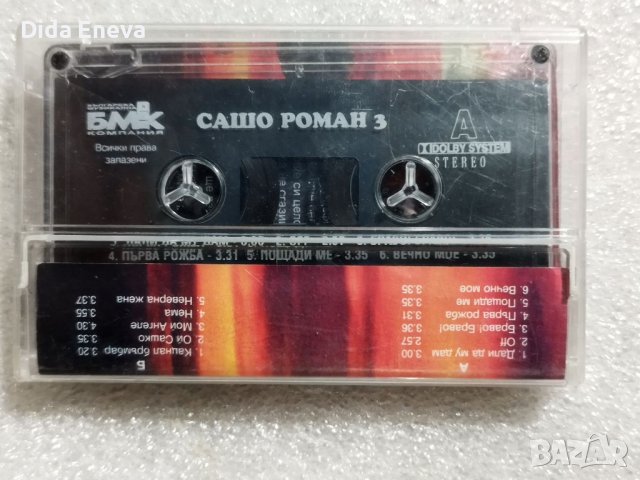 Dida Eneva
БЪЛГАРСКА
МУЗИКАЛНА
БМК
КОМПАНИЯ
Всички права
запазени
САШО РОМАН 3
A
DOLBY SYSTEM
STEREO
4. ПЪРВА РОЖБА - 3.31 5. ПОЩАДИ МЕ - 3.35 6. ВЕЧНО МОЕ - 3.35
А
1. Дали да му дам 3.00
2. Off 2.57
3. Браво! Браво! 3.36
4. Първа рожба 3.31
5. Пощади ме 3.35
6. Вечно мое 3.35
Б
1. Кацнал бръмбар 3.20
2. Ой Сашко 3.35
3. Мой Ангеле 4.30
4. Нема 3.55
5. Неверна жена 3.37
BAZAR